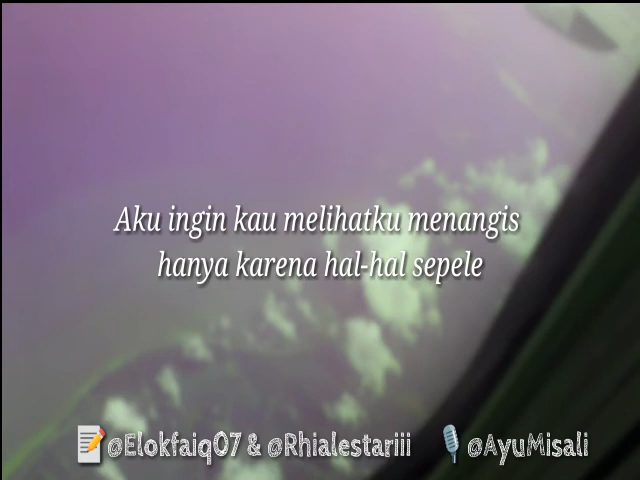 Aku ingin kau melihatku menangis
hanya karena hal-hal sepele
📝@Elokfaiq07 & @Rhialestariii 🎙️@AyuMisali